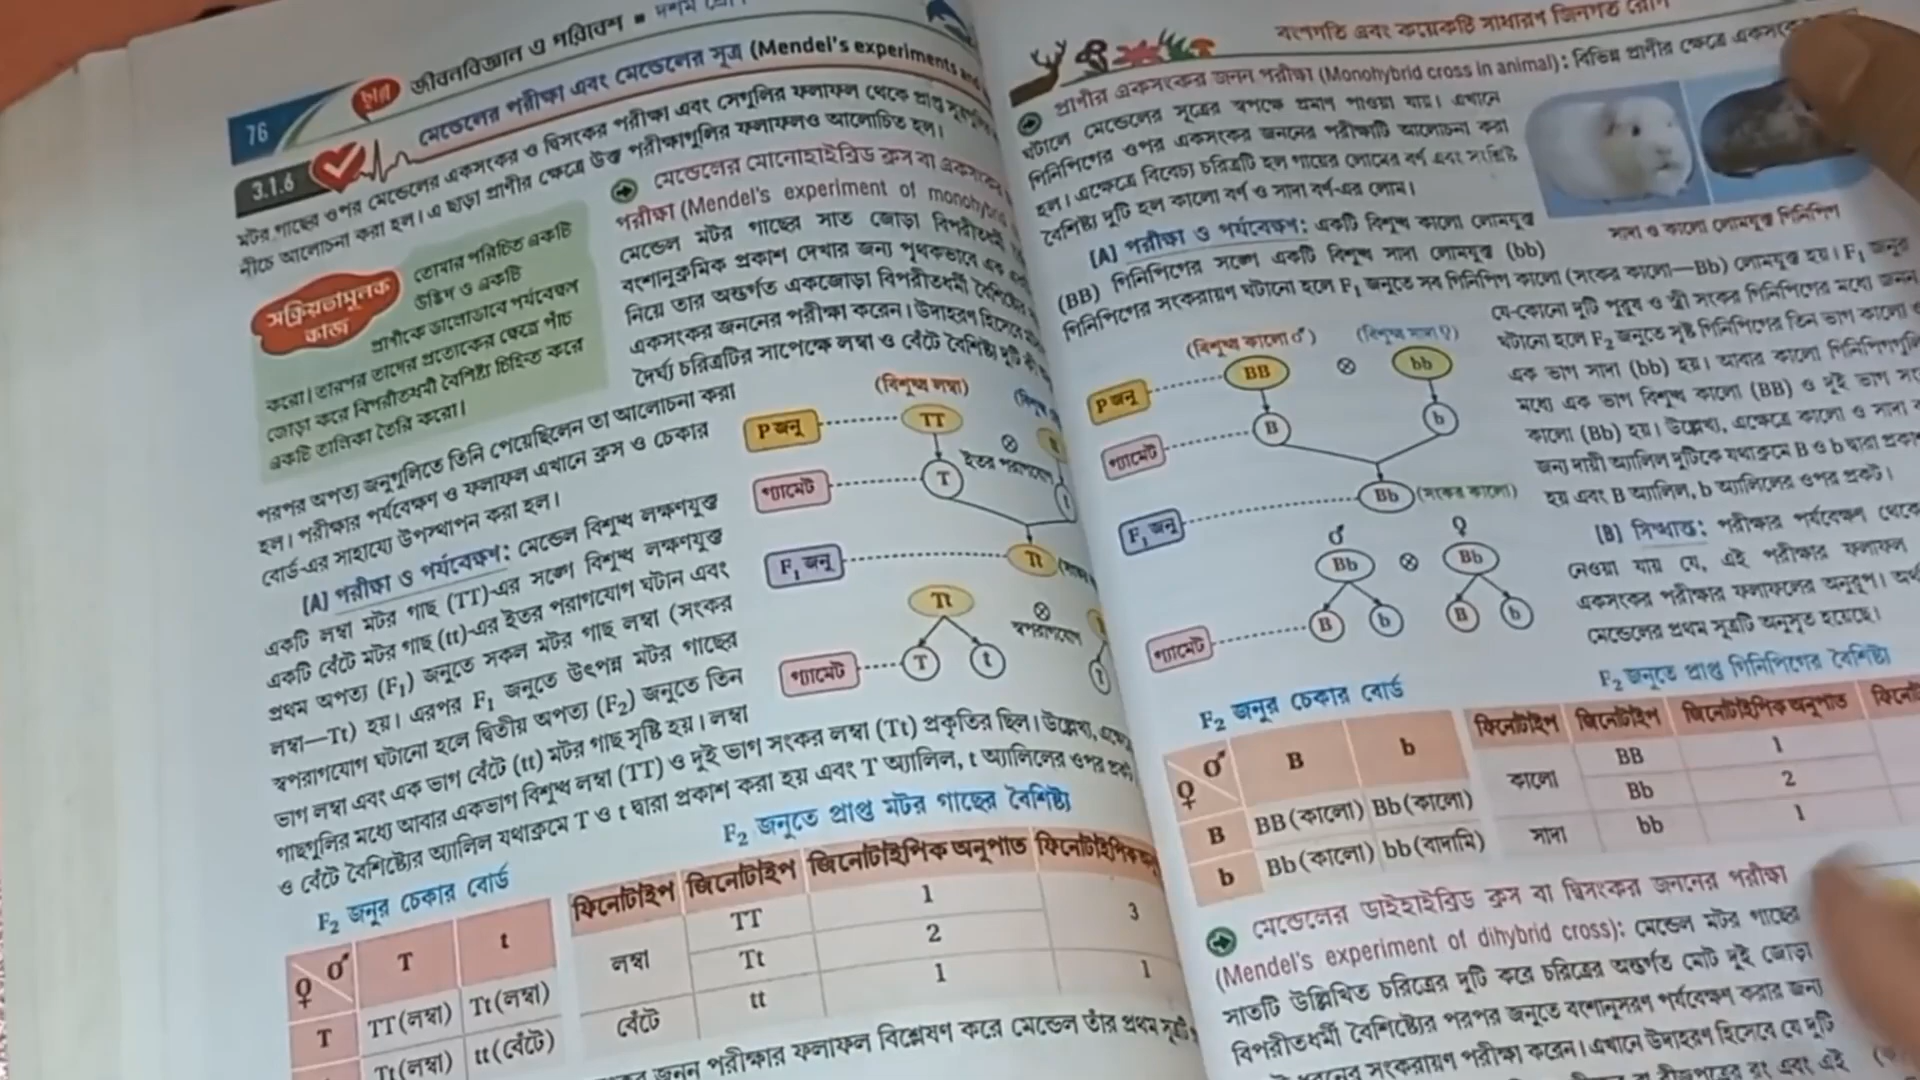 76
ছায়া জীবনবিজ্ঞান ও পরিবেশ ▪ দশম
3.1.6
মেন্ডেলের পরীক্ষা এবং মেন্ডেলের সূত্র (Mendel's experiments and
মটর গাছের ওপর মেন্ডেলের একসংকর ও দ্বিসংকর পরীক্ষা এবং সেগুলির ফলাফল থেকে প্রাপ্ত
নীচে আলোচনা করা হল। এ ছাড়া প্রাণীর ক্ষেত্রে উক্ত পরীক্ষাগুলির ফলাফলও আলোচিত হল।
সক্রিয়তামূলক
কাজ
তোমার পরিচিত একটি
উদ্ভিদ ও একটি
প্রাণীকে ভালোভাবে পর্যবেক্ষণ
করো। তারপর তাদের প্রত্যেকের ক্ষেত্রে পাঁচ
জোড়া করে বিপরীতধর্মী বৈশিষ্ট্য চিহ্নিত করে
একটি তালিকা তৈরি করো।
মেন্ডেলের মোনোহাইব্রিড ক্রস বা একসংকর
পরীক্ষা (Mendel's experiment of monohybrid
মেন্ডেল মটর গাছের সাত জোড়া বিপরীতধর্মী
বংশানুক্রমিক প্রকাশ দেখার জন্য পৃথকভাবে এক
নিয়ে তার অন্তর্গত একজোড়া বিপরীতধর্মী
একসংকর জননের পরীক্ষা করেন। উদাহরণ হিসেবে
দৈর্ঘ্য চরিত্রটির সাপেক্ষে লম্বা ও বেঁটে বৈশিষ্ট্য দুটি
পরপর অপত্য জনুগুলিতে তিনি পেয়েছিলেন তা আলোচনা করা
হল। পরীক্ষার পর্যবেক্ষণ ও ফলাফল এখানে ক্রস ও চেকার
বোর্ড-এর সাহায্যে উপস্থাপন করা হল।
[A] পরীক্ষা ও পর্যবেক্ষণ: মেন্ডেল বিশুদ্ধ লক্ষণযুক্ত
একটি লম্বা মটর গাছ (TT)-এর সঙ্গে বিশুদ্ধ লক্ষণযুক্ত
একটি বেঁটে মটর গাছ (tt)-এর ইতর পরাগযোগ ঘটান এবং
প্রথম অপত্য (F₁) জনুতে সকল মটর গাছ লম্বা (সংকর
লম্বা—Tt) হয়। এরপর F₁ জনুতে উৎপন্ন মটর গাছের
স্বপরাগযোগ ঘটানো হলে দ্বিতীয় অপত্য (F₂) জনুতে তিন
ভাগ লম্বা এবং এক ভাগ বেঁটে (tt) মটর গাছ সৃষ্টি হয়। লম্বা
গাছগুলির মধ্যে আবার একভাগ বিশুদ্ধ লম্বা (TT) ও দুই ভাগ সংকর লম্বা (Tt) প্রকৃতির ছিল। উল্লেখ্য,
ও বেঁটে বৈশিষ্ট্যের অ্যালিল যথাক্রমে T ও t দ্বারা প্রকাশ করা হয় এবং T অ্যালিল, t অ্যালিলের ওপর
(বিশুদ্ধ লম্বা)
P জনু TT
গ্যামেট T ইতর পরাগযোগ
F₁ জনু Tt
Tt স্বপরাগযোগ
গ্যামেট T t
F₂ জনুর চেকার বোর্ড
♂ T t
♀
T TT(লম্বা) Tt(লম্বা)
Tt(লম্বা) tt(বেঁটে)
F₂ জনুতে প্রাপ্ত মটর গাছের বৈশিষ্ট্য
ফিনোটাইপ জিনোটাইপ জিনোটাইপিক অনুপাত ফিনোটাইপিক
লম্বা TT 1 3
Tt 2
বেঁটে tt 1 1
জনন পরীক্ষার ফলাফল বিশ্লেষণ করে মেন্ডেল তাঁর প্রথম
বংশগতি এবং কয়েকটি সাধারণ জিনগত রোগ
প্রাণীর একসংকর জনন পরীক্ষা (Monohybrid cross in animal): বিভিন্ন প্রাণীর ক্ষেত্রে
ঘটালে মেন্ডেলের সূত্রের স্বপক্ষে প্রমাণ পাওয়া যায়। এখানে
গিনিপিগের ওপর একসংকর জননের পরীক্ষাটি আলোচনা করা
হল। এক্ষেত্রে বিবেচ্য চরিত্রটি হল গায়ের লোমের বর্ণ এবং সংশ্লিষ্ট
বৈশিষ্ট্য দুটি হল কালো বর্ণ ও সাদা বর্ণ-এর লোম।
সাদা ও কালো লোমযুক্ত গিনিপিগ
[A] পরীক্ষা ও পর্যবেক্ষণ: একটি বিশুদ্ধ কালো লোমযুক্ত
(BB) গিনিপিগের সঙ্গে একটি বিশুদ্ধ সাদা লোমযুক্ত (bb)
গিনিপিগের সংকরায়ণ ঘটানো হলে F₁ জনুতে সব গিনিপিগ কালো (সংকর কালো—Bb) লোমযুক্ত হয়। F₁ জনুর
যে-কোনো দুটি পুরুষ ও স্ত্রী সংকর গিনিপিগের মধ্যে জনন
ঘটানো হলে F₂ জনুতে সৃষ্ট গিনিপিগের তিন ভাগ কালো
এক ভাগ সাদা (bb) হয়। আবার কালো
মধ্যে এক ভাগ বিশুদ্ধ কালো (BB) ও দুই ভাগ
কালো (Bb) হয়। উল্লেখ্য, এক্ষেত্রে কালো ও সাদা
জন্য দায়ী অ্যালিল দুটিকে যথাক্রমে B ও b দ্বারা
হয় এবং B অ্যালিল, b অ্যালিলের ওপর প্রকট।
[B] সিদ্ধান্ত: পরীক্ষার পর্যবেক্ষণ থেকে
নেওয়া যায় যে, এই পরীক্ষার ফলাফল
একসংকর পরীক্ষার ফলাফলের অনুরূপ।
মেন্ডেলের প্রথম সূত্রটি অনুসৃত হয়েছে।
(বিশুদ্ধ কালো♂) (বিশুদ্ধ সাদা♀)
P জনু BB bb
গ্যামেট B b
F₁ জনু Bb (সংকর কালো)
♂ ♀
Bb Bb
গ্যামেট B b B b
F₂ জনুর চেকার বোর্ড
♂ B b
♀
B BB(কালো) Bb(কালো)
b Bb(কালো) bb(বাদামি)
F₂ জনুতে প্রাপ্ত গিনিপিগের বৈশিষ্ট্য
ফিনোটাইপ জিনোটাইপ জিনোটাইপিক অনুপাত
কালো BB 1
Bb 2
সাদা bb 1
মেন্ডেলের ডাইহাইব্রিড ক্রস বা দ্বিসংকর জননের পরীক্ষা
(Mendel's experiment of dihybrid cross): মেন্ডেল মটর গাছের
সাতটি উল্লিখিত চরিত্রের দুটি করে চরিত্রের অন্তর্গত মোট দুই জোড়া
বিপরীতধর্মী বৈশিষ্ট্যের পরপর জনুতে বংশানুসরণ পর্যবেক্ষণ করার জন্য
সংকরায়ণ পরীক্ষা করেন। এখানে উদাহরণ হিসেবে যে দুটি